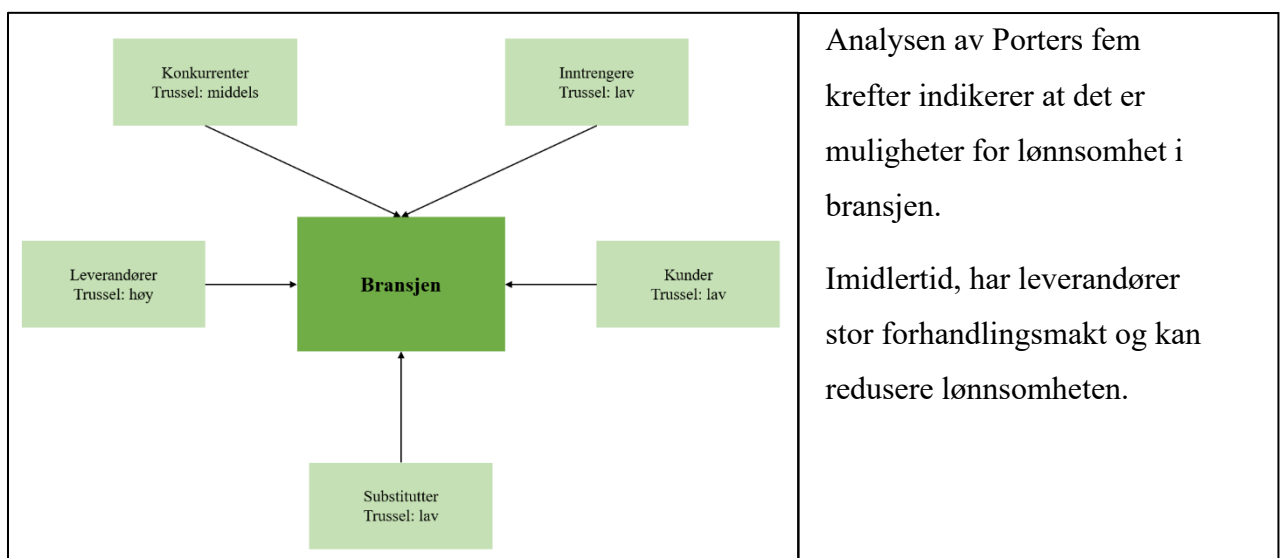 Konkurrenter
Trussel: middels
Inntrengere
Trussel: lav
Leverandører
Trussel: høy
Bransjen
Kunder
Trussel: lav
Substitutter
Trussel: lav
Analysen av Porters fem
krefter indikerer at det er
muligheter for lønnsomhet i
bransjen.
Imidlertid, har leverandører
stor forhandlingsmakt og kan
redusere lønnsomheten.